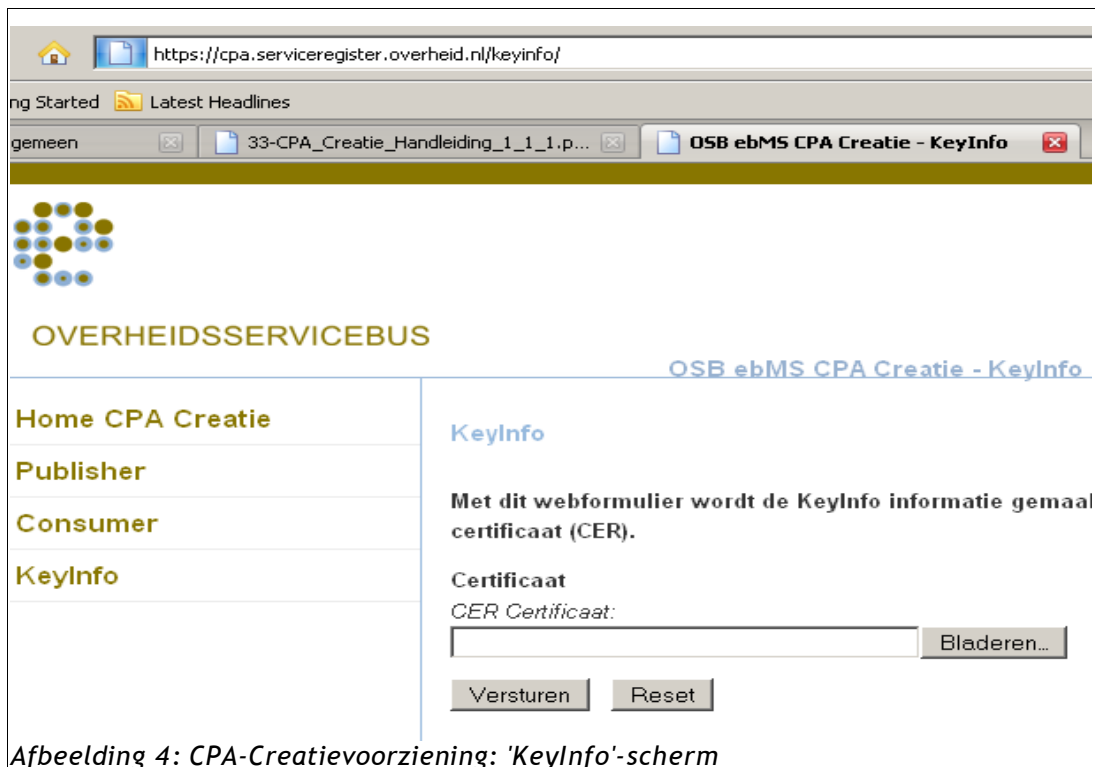 https://cpa.serviceregister.overheid.nl/keyinfo/
ng Started Latest Headlines
gemeen 33-CPA_Creatie_Handleiding_1_1_1.p... OSB ebMS CPA Creatie - KeyInfo
OVERHEIDSSERVICEBUS
OSB ebMS CPA Creatie - KeyInfo
Home CPA Creatie
Publisher
Consumer
KeyInfo
KeyInfo
Met dit webformulier wordt de KeyInfo informatie gemaal
certificaat (CER).
Certificaat
CER Certificaat:
Bladeren...
Versturen Reset
Afbeelding 4: CPA-Creatievoorziening: 'KeyInfo'-scherm